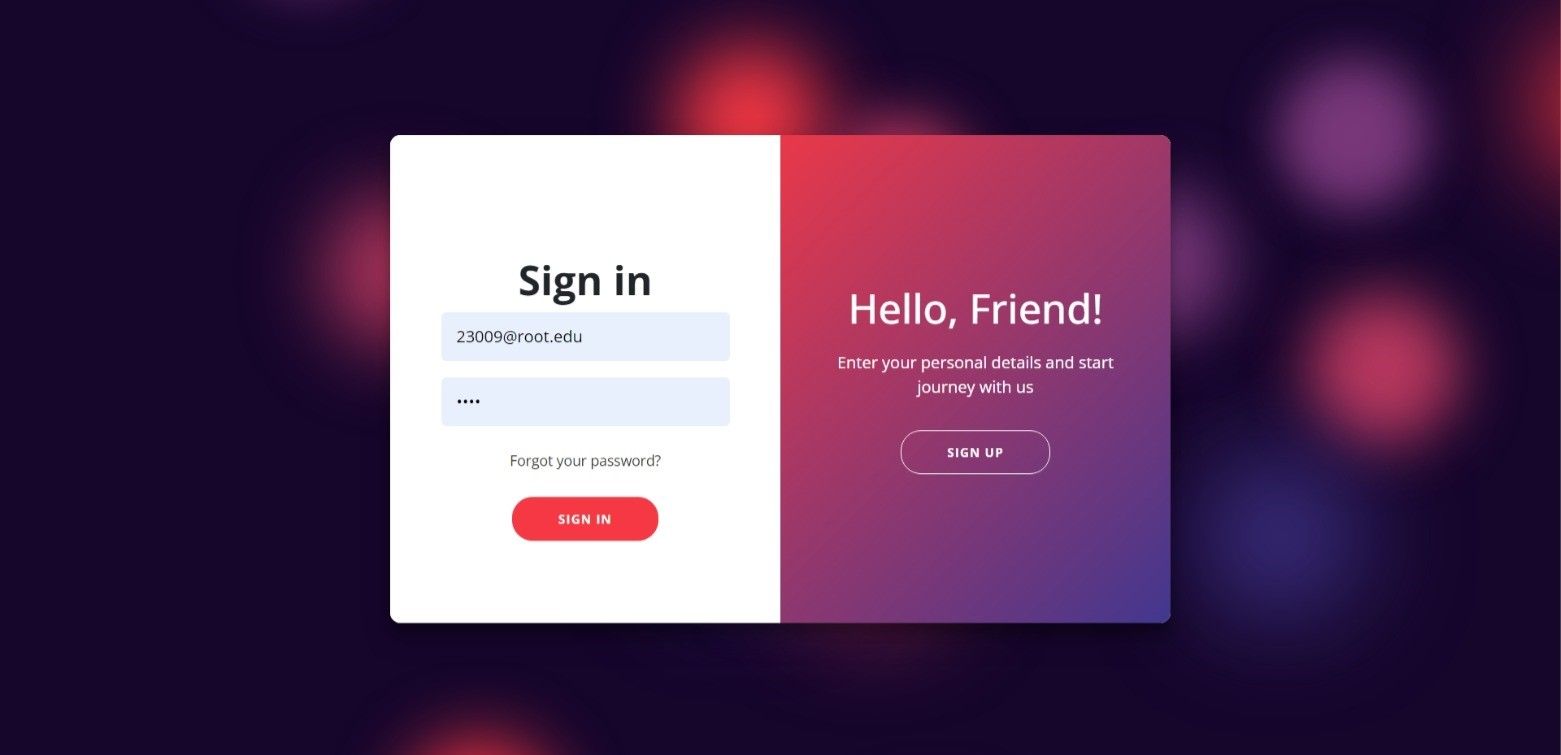 Sign in
23009@root.edu
••••
Forgot your password?
SIGN IN
Hello, Friend!
Enter your personal details and start
journey with us
SIGN UP